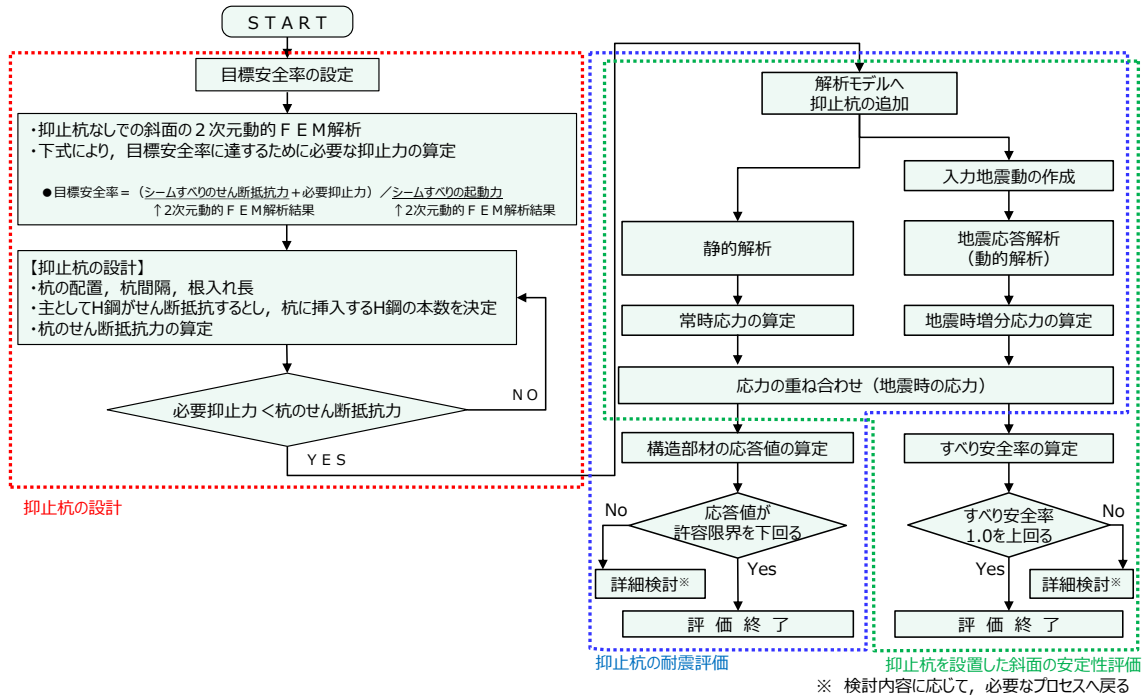 ＳＴＡＲＴ
目標安全率の設定
・抑止杭なしでの斜面の２次元動的ＦＥＭ解析
・下式により，目標安全率に達するために必要な抑止力の算定
●目標安全率＝（シームすべりのせん断抵抗力＋必要抑止力）／シームすべりの起動力
↑2次元動的ＦＥＭ解析結果　↑2次元動的ＦＥＭ解析結果
【抑止杭の設計】
・杭の配置，杭間隔，根入れ長
・主としてH鋼がせん断抵抗するとし，杭に挿入するH鋼の本数を決定
・杭のせん断抵抗力の算定
必要抑止力＜杭のせん断抵抗力
ＮＯ
ＹＥＳ
抑止杭の設計
解析モデルへ
抑止杭の追加
入力地震動の作成
静的解析
地震応答解析
（動的解析）
常時応力の算定
地震時増分応力の算定
応力の重ね合わせ（地震時の応力）
構造部材の応答値の算定
すべり安全率の算定
No
応答値が
許容限界を下回る
Yes
すべり安全率
1.0を上回る
No
Yes
詳細検討※
詳細検討※
評 価 終 了
評 価 終 了
抑止杭の耐震評価
抑止杭を設置した斜面の安定性評価
※ 検討内容に応じて，必要なプロセスへ戻る